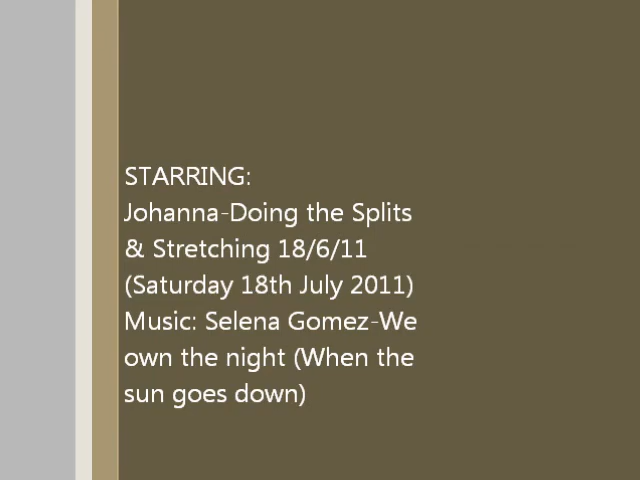 STARRING:
Johanna-Doing the Splits
& Stretching 18/6/11
(Saturday 18th July 2011)
Music: Selena Gomez-We
own the night (When the
sun goes down)